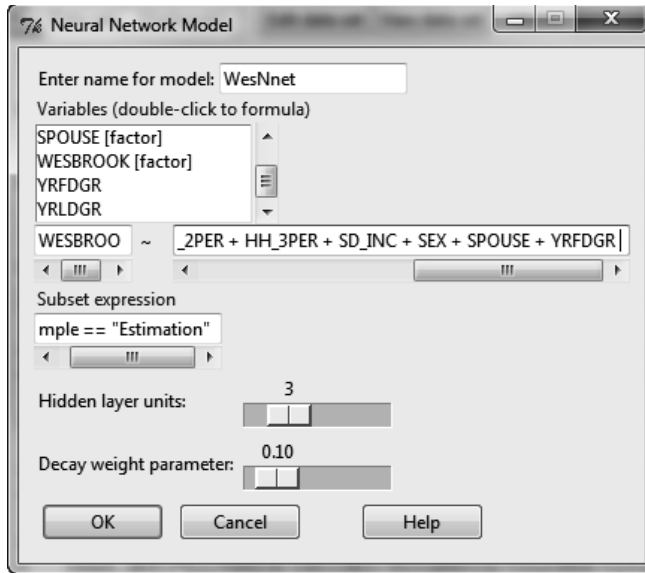 Neural Network Model
Enter name for model: WesNnet
Variables (double-click to formula)
SPOUSE [factor]
WESBROOK [factor]
YRFDGR
YRLDGR
WESBROO ~ _2PER + HH_3PER + SD_INC + SEX + SPOUSE + YRFDGR
Subset expression
mple == "Estimation"
Hidden layer units: 3
Decay weight parameter: 0.10
OK Cancel Help